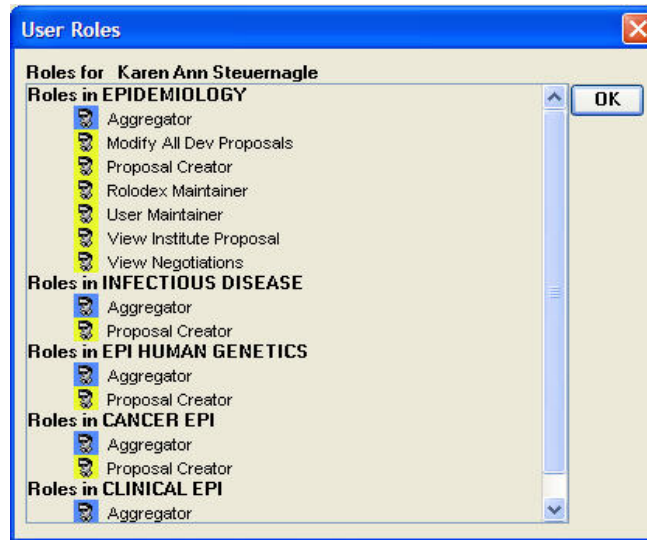 User Roles
Roles for Karen Ann Steuernagle
OK
Roles in EPIDEMIOLOGY
Aggregator
Modify All Dev Proposals
Proposal Creator
Rolodex Maintainer
User Maintainer
View Institute Proposal
View Negotiations
Roles in INFECTIOUS DISEASE
Aggregator
Proposal Creator
Roles in EPI HUMAN GENETICS
Aggregator
Proposal Creator
Roles in CANCER EPI
Aggregator
Proposal Creator
Roles in CLINICAL EPI
Aggregator